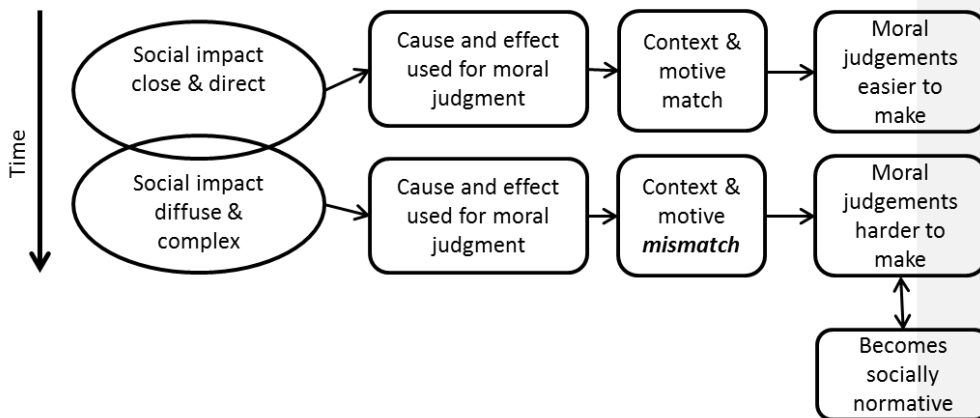 Time
Social impact
close & direct
Cause and effect
used for moral
judgment
Context &
motive
match
Moral
judgements
easier to
make
Social impact
diffuse &
complex
Cause and effect
used for moral
judgment
Context &
motive
mismatch
Moral
judgements
harder to
make
Becomes
socially
normative